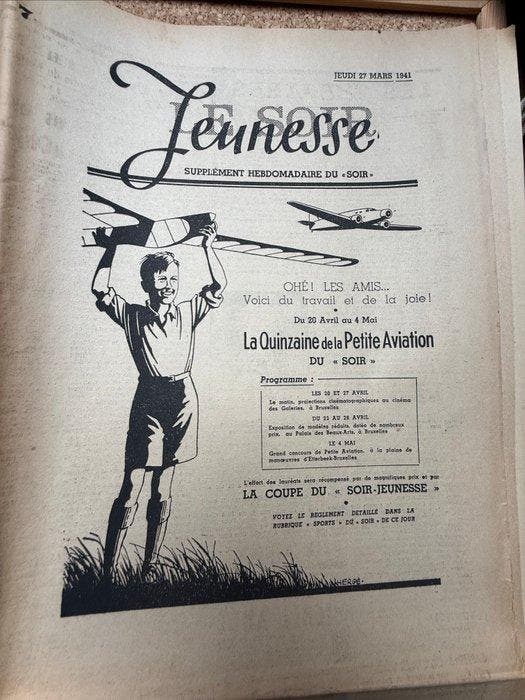 JEUDI 27 MARS 1941
LE SOIR
Jeunesse
SUPPLÉMENT HEBDOMADAIRE DU « SOIR »
OHÉ! LES AMIS...
Voici du travail et de la joie!
Du 20 Avril au 4 Mai
La Quinzaine de la Petite Aviation
DU « SOIR »
Programme :
LES 20 ET 27 AVRIL
Le matin, projections cinématographiques au cinéma
des Galeries, à Bruxelles
DU 21 AU 28 AVRIL
Exposition de modèles réduits, dotée de nombreux
prix, au Palais des Beaux-Arts, à Bruxelles
LE 4 MAI
Grand concours de Petite Aviation, à la plaine de
manœuvres d'Etterbeek-Bruxelles
L'effort des lauréats sera récompensé par de magnifiques prix et par
LA COUPE DU « SOIR-JEUNESSE »
VOYEZ LE RÈGLEMENT DÉTAILLÉ DANS LA
RUBRIQUE « SPORTS » DU « SOIR » DE CE JOUR
HERGÉ